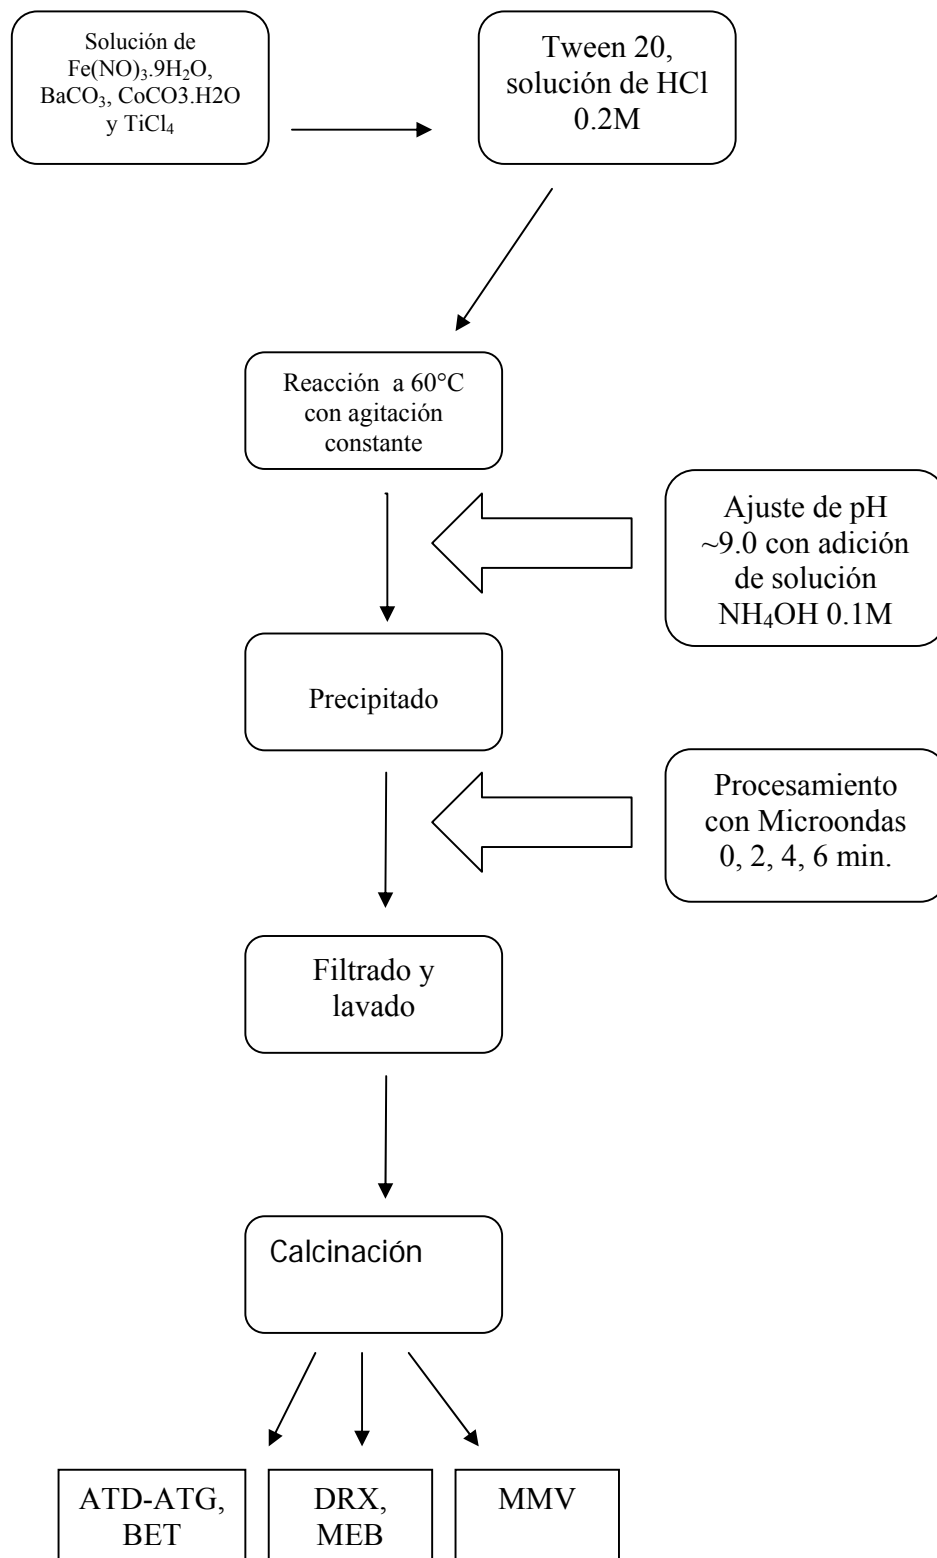 Solución de
Fe(NO)₃.9H₂O,
BaCO₃, CoCO3.H2O
y TiCl₄
Tween 20,
solución de HCl
0.2M
Reacción a 60°C
con agitación
constante
Ajuste de pH
~9.0 con adición
de solución
NH₄OH 0.1M
Precipitado
Procesamiento
con Microondas
0, 2, 4, 6 min.
Filtrado y
lavado
Calcinación
ATD-ATG,
BET
DRX,
MEB
MMV